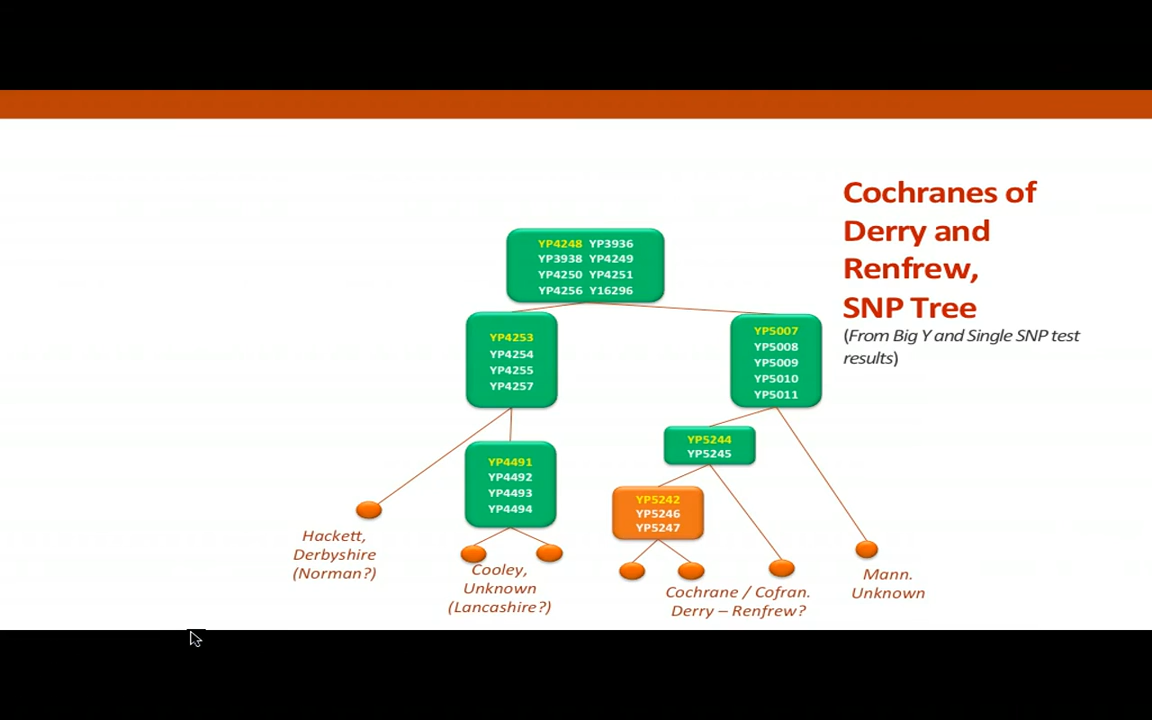 Cochranes of
Derry and
Renfrew,
SNP Tree
(From Big Y and Single SNP test
results)
YP4248 YP3936
YP3938 YP4249
YP4250 YP4251
YP4256 Y16296
YP4253
YP4254
YP4255
YP4257
YP5007
YP5008
YP5009
YP5010
YP5011
YP4491
YP4492
YP4493
YP4494
YP5244
YP5245
YP5242
YP5246
YP5247
Hackett,
Derbyshire
(Norman?)
Cooley,
Unknown
(Lancashire?)
Cochrane / Cofran.
Derry – Renfrew?
Mann.
Unknown